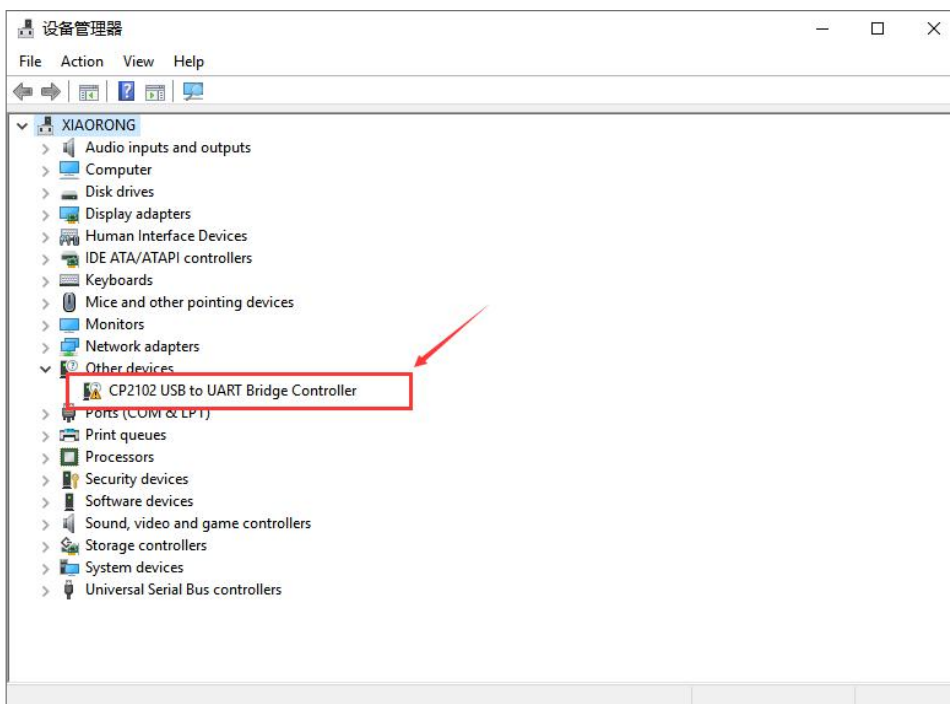 设备管理器
File Action View Help
XIAORONG
Audio inputs and outputs
Computer
Disk drives
Display adapters
Human Interface Devices
IDE ATA/ATAPI controllers
Keyboards
Mice and other pointing devices
Monitors
Network adapters
Other devices
CP2102 USB to UART Bridge Controller
Ports (COM & LPT)
Print queues
Processors
Security devices
Software devices
Sound, video and game controllers
Storage controllers
System devices
Universal Serial Bus controllers